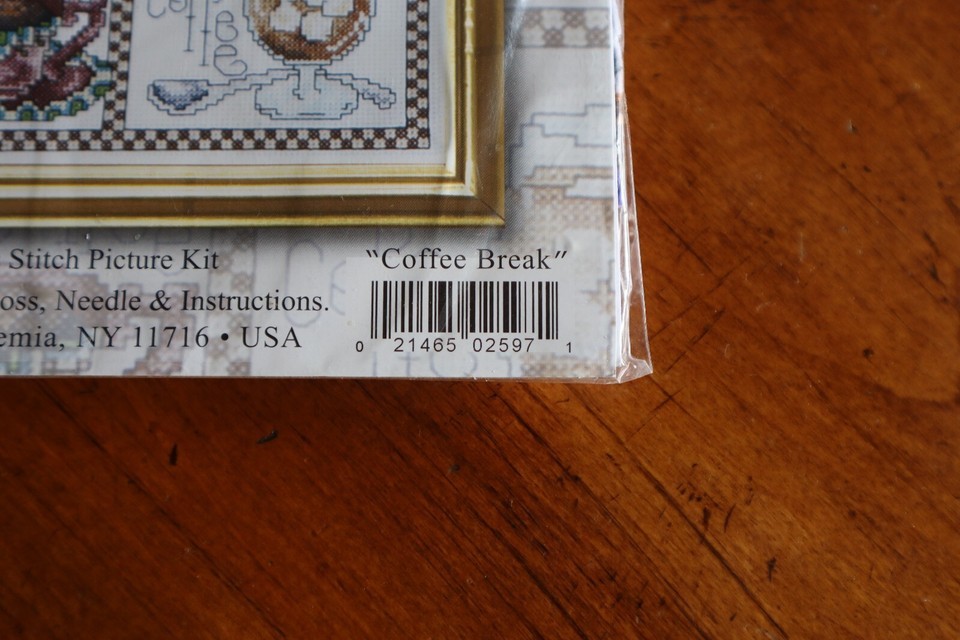 Coffee
Stitch Picture Kit
oss, Needle & Instructions.
emia, NY 11716 • USA
“Coffee Break”
0 21465 02597 1